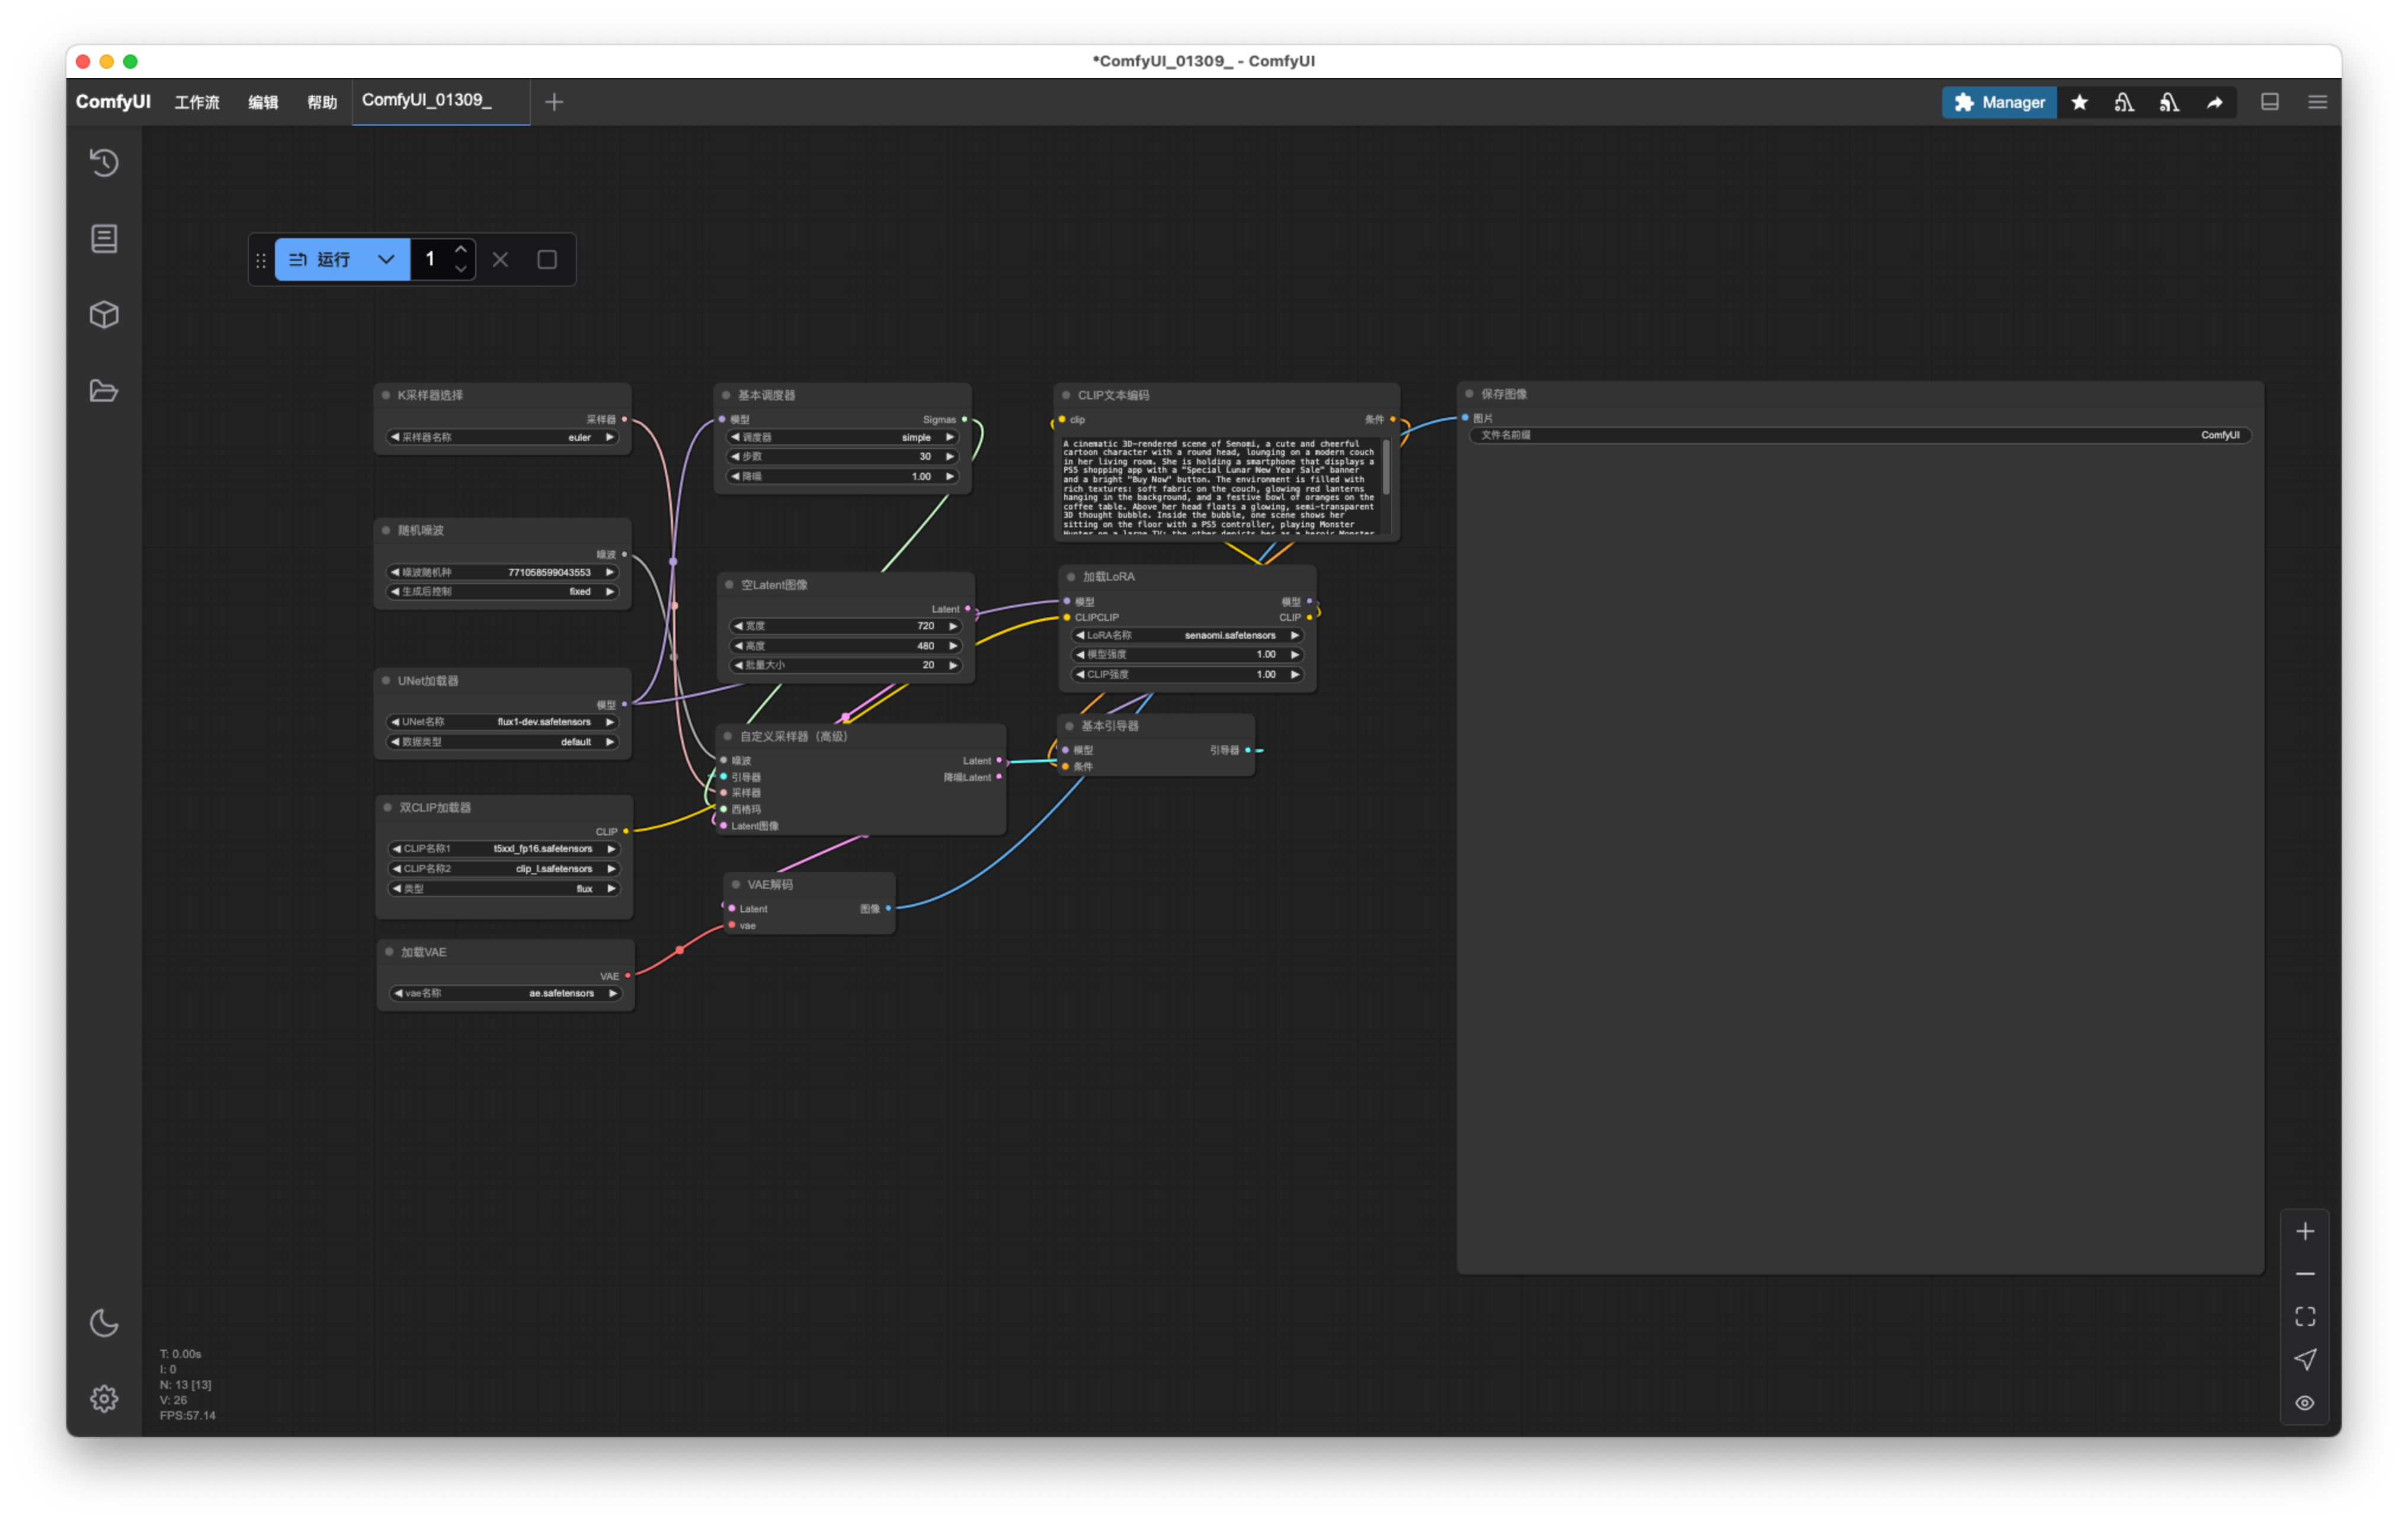 *ComfyUI_01309_ - ComfyUI
ComfyUI 工作流 编辑 帮助 ComfyUI_01309_
Manager
运行 1
K采样器选择
采样器
采样器名称 euler
随机噪波
噪波
噪波随机种 771058599043553
生成后控制 fixed
UNet加载器
模型
UNet名称 flux1-dev.safetensors
数据类型 default
双CLIP加载器
CLIP
CLIP名称1 t5xxl_fp16.safetensors
CLIP名称2 clip_l.safetensors
类型 flux
加载VAE
VAE
vae名称 ae.safetensors
基本调度器
模型 Sigmas
调度器 simple
步数 30
降噪 1.00
空Latent图像
Latent
宽度 720
高度 480
批量大小 20
自定义采样器（高级）
噪波 Latent
引导器 降噪Latent
采样器
西格玛
Latent图像
VAE解码
Latent 图像
vae
CLIP文本编码
clip 条件
A cinematic 3D-rendered scene of Senomi, a cute and cheerful
cartoon character with a round head, lounging on a modern couch
in her living room. She is holding a smartphone that displays a
PS5 shopping app with a "Special Lunar New Year Sale" banner
and a bright "Buy Now" button. The environment is filled with
rich textures: soft fabric on the couch, glowing red lanterns
hanging in the background, and a festive bowl of oranges on the
coffee table. Above her head floats a glowing, semi-transparent
3D thought bubble. Inside the bubble, one scene shows her
sitting on the floor with a PS5 controller, playing Monster
Hunter on a large TV; the other depicts her as a heroic Monster
加载LoRA
模型 模型
CLIPCLIP CLIP
LoRA名称 senaomi.safetensors
模型强度 1.00
CLIP强度 1.00
基本引导器
模型 引导器
条件
保存图像
图片
文件名前缀 ComfyUI
T: 0.00s
I: 0
N: 13 [13]
V: 26
FPS:57.14